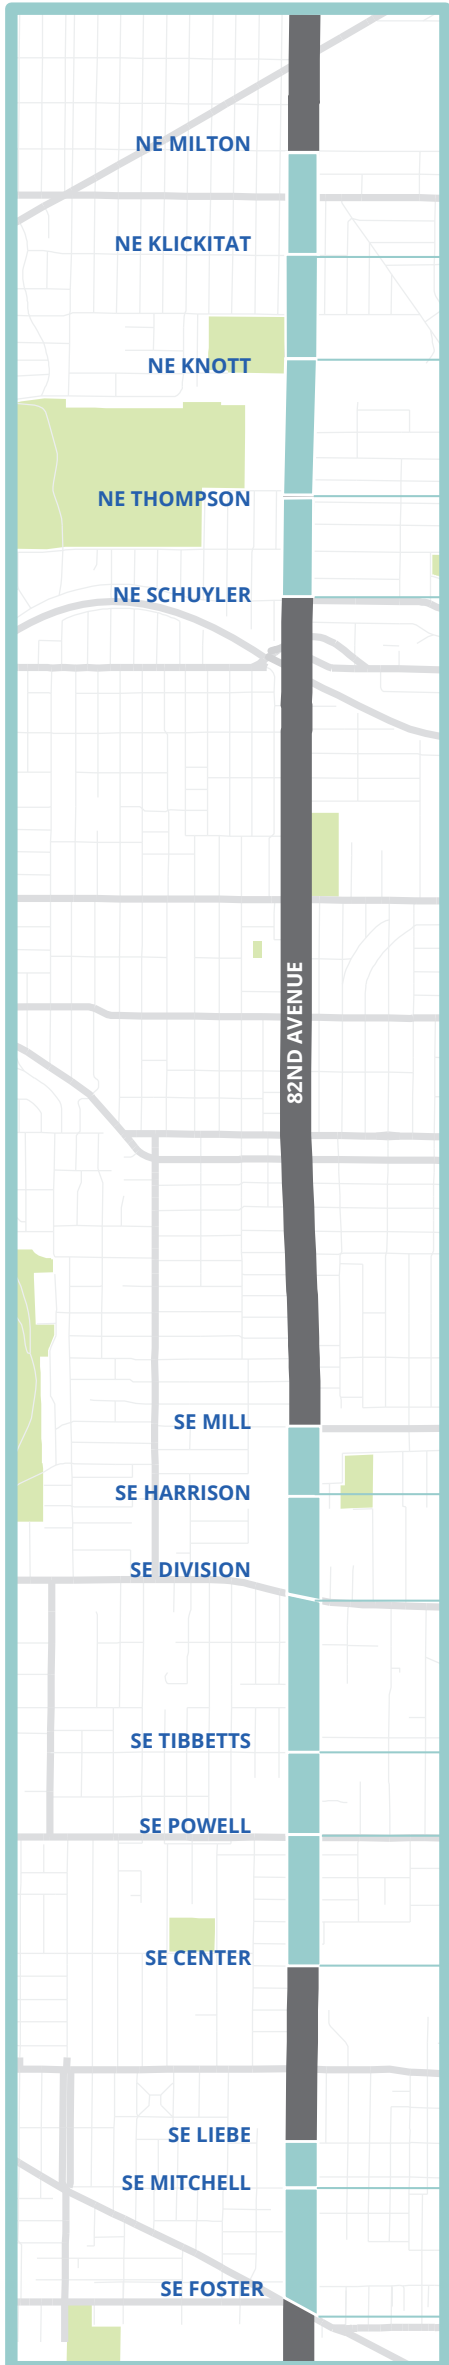 NE MILTON
NE KLICKITAT
NE KNOTT
NE THOMPSON
NE SCHUYLER
82ND AVENUE
SE MILL
SE HARRISON
SE DIVISION
SE TIBBETTS
SE POWELL
SE CENTER
SE LIEBE
SE MITCHELL
SE FOSTER